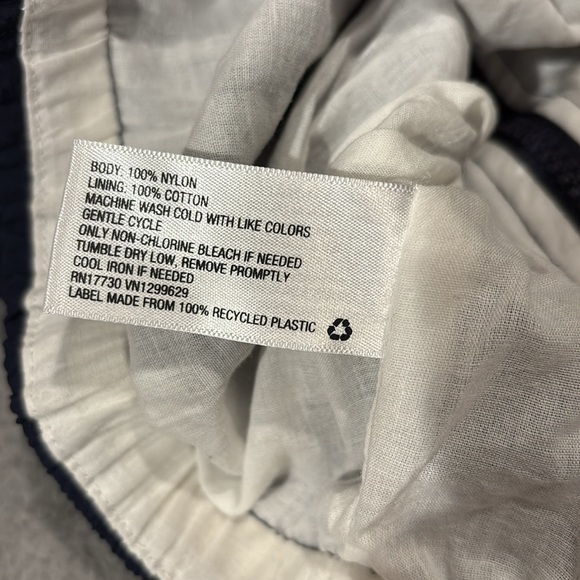 BODY: 100% NYLON
LINING: 100% COTTON
MACHINE WASH COLD WITH LIKE COLORS
GENTLE CYCLE
ONLY NON-CHLORINE BLEACH IF NEEDED
TUMBLE DRY LOW, REMOVE PROMPTLY
COOL IRON IF NEEDED
RN17730 VN1299629
LABEL MADE FROM 100% RECYCLED PLASTIC